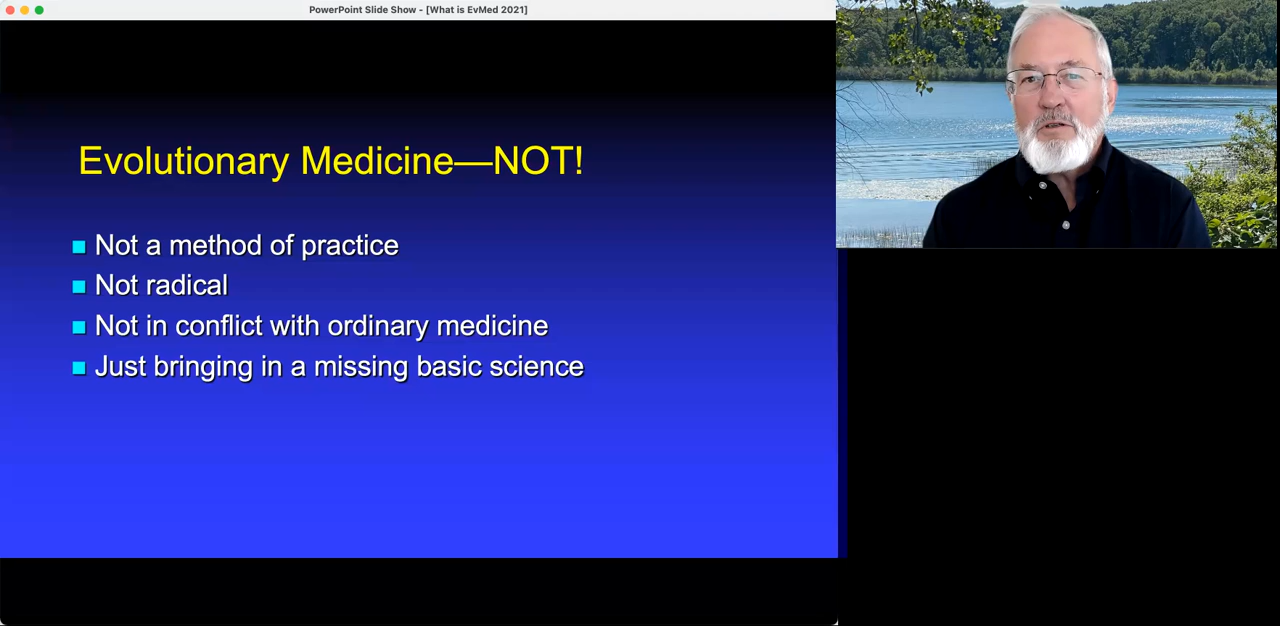 PowerPoint Slide Show - [What is EvMed 2021]
Evolutionary Medicine—NOT!
Not a method of practice
Not radical
Not in conflict with ordinary medicine
Just bringing in a missing basic science